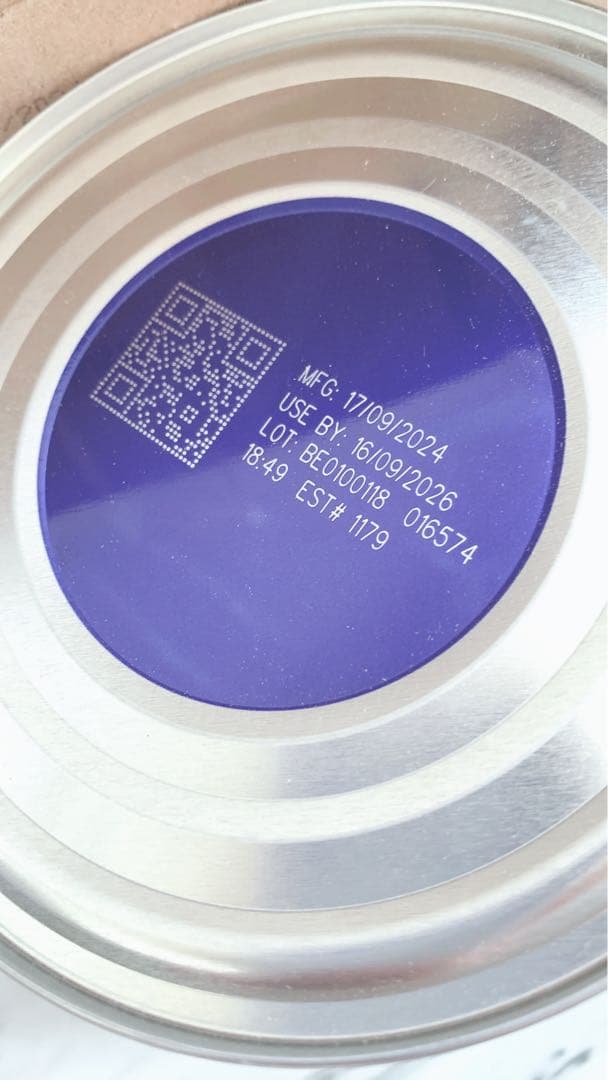 MFG: 17/09/2024
USE BY: 16/09/2026
LOT: BE0100118 016574
18:49 EST# 1179